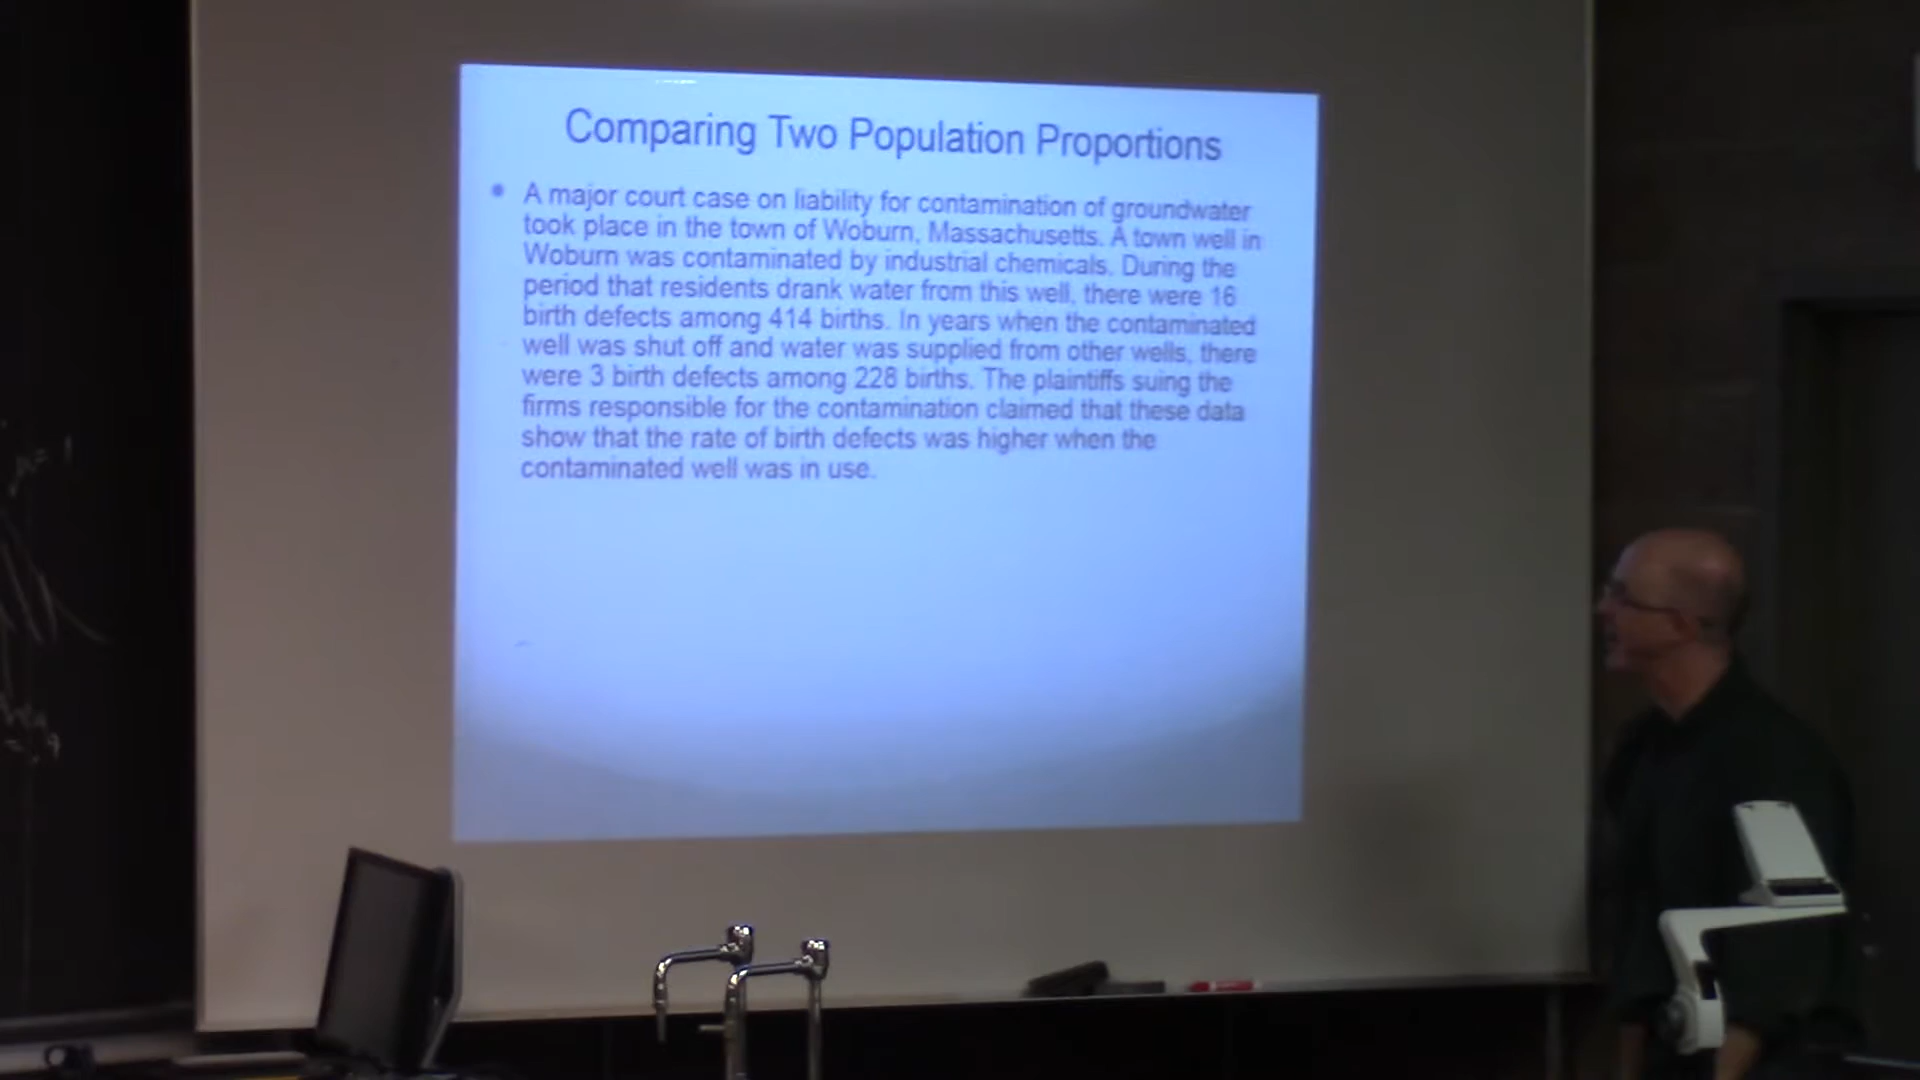 Comparing Two Population Proportions
• A major court case on liability for contamination of groundwater
took place in the town of Woburn, Massachusetts. A town well in
Woburn was contaminated by industrial chemicals. During the
period that residents drank water from this well, there were 16
birth defects among 414 births. In years when the contaminated
well was shut off and water was supplied from other wells, there
were 3 birth defects among 228 births. The plaintiffs suing the
firms responsible for the contamination claimed that these data
show that the rate of birth defects was higher when the
contaminated well was in use.